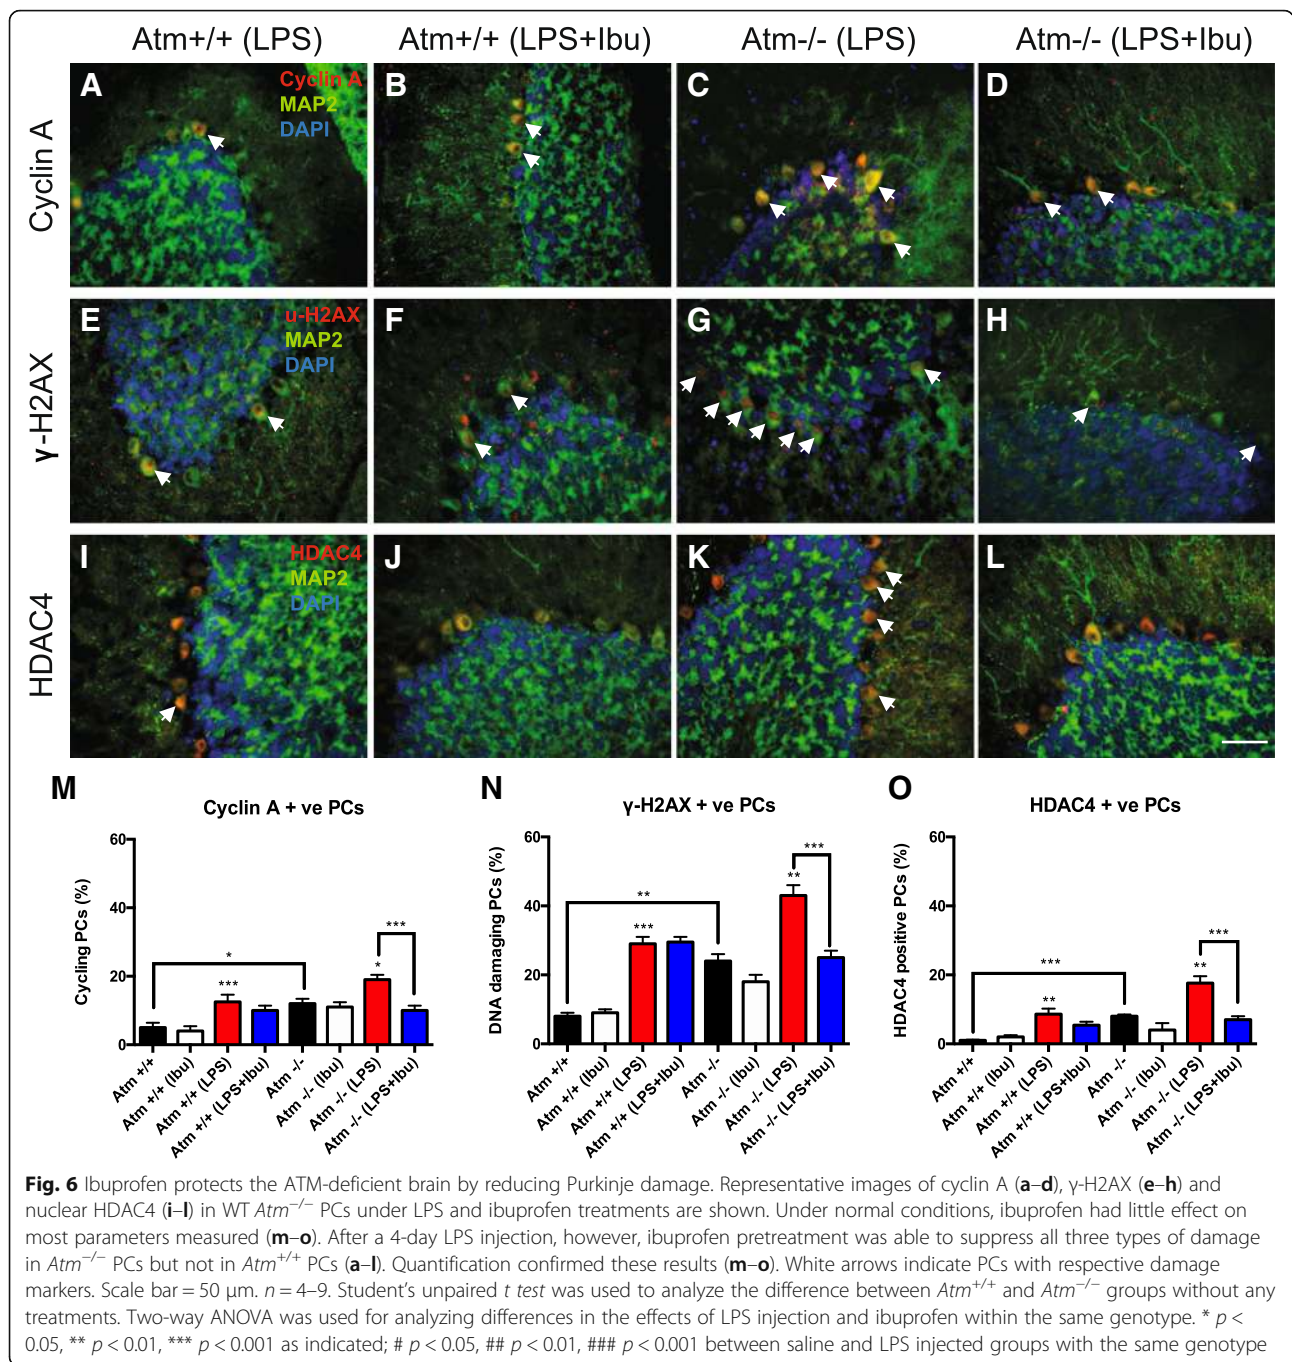 Atm+/+ (LPS) Atm+/+ (LPS+Ibu) Atm-/- (LPS) Atm-/- (LPS+Ibu)
Cyclin A
A
Cyclin A
MAP2
DAPI
B
C
D
γ-H2AX
E
u-H2AX
MAP2
DAPI
F
G
H
HDAC4
I
HDAC4
MAP2
DAPI
J
K
L
M
Cyclin A + ve PCs
Cycling PCs (%)
60
40
20
0
*
***
*
***
Atm +/+
Atm +/+ (Ibu)
Atm +/+ (LPS)
Atm +/+ (LPS+Ibu)
Atm -/-
Atm -/- (Ibu)
Atm -/- (LPS)
Atm -/- (LPS+Ibu)
N
γ-H2AX + ve PCs
DNA damaging PCs (%)
60
40
20
0
**
***
**
***
Atm +/+
Atm +/+ (Ibu)
Atm +/+ (LPS)
Atm +/+ (LPS+Ibu)
Atm -/-
Atm -/- (Ibu)
Atm -/- (LPS)
Atm -/- (LPS+Ibu)
O
HDAC4 + ve PCs
HDAC4 positive PCs (%)
60
40
20
0
***
**
**
***
Atm +/+
Atm +/+ (Ibu)
Atm +/+ (LPS)
Atm +/+ (LPS+Ibu)
Atm -/-
Atm -/- (Ibu)
Atm -/- (LPS)
Atm -/- (LPS+Ibu)
Fig. 6 Ibuprofen protects the ATM-deficient brain by reducing Purkinje damage. Representative images of cyclin A (a–d), γ-H2AX (e–h) and
nuclear HDAC4 (i–l) in WT Atm−/− PCs under LPS and ibuprofen treatments are shown. Under normal conditions, ibuprofen had little effect on
most parameters measured (m–o). After a 4-day LPS injection, however, ibuprofen pretreatment was able to suppress all three types of damage
in Atm−/− PCs but not in Atm+/+ PCs (a–l). Quantification confirmed these results (m–o). White arrows indicate PCs with respective damage
markers. Scale bar = 50 μm. n = 4–9. Student's unpaired t test was used to analyze the difference between Atm+/+ and Atm−/− groups without any
treatments. Two-way ANOVA was used for analyzing differences in the effects of LPS injection and ibuprofen within the same genotype. * p <
0.05, ** p < 0.01, *** p < 0.001 as indicated; # p < 0.05, ## p < 0.01, ### p < 0.001 between saline and LPS injected groups with the same genotype